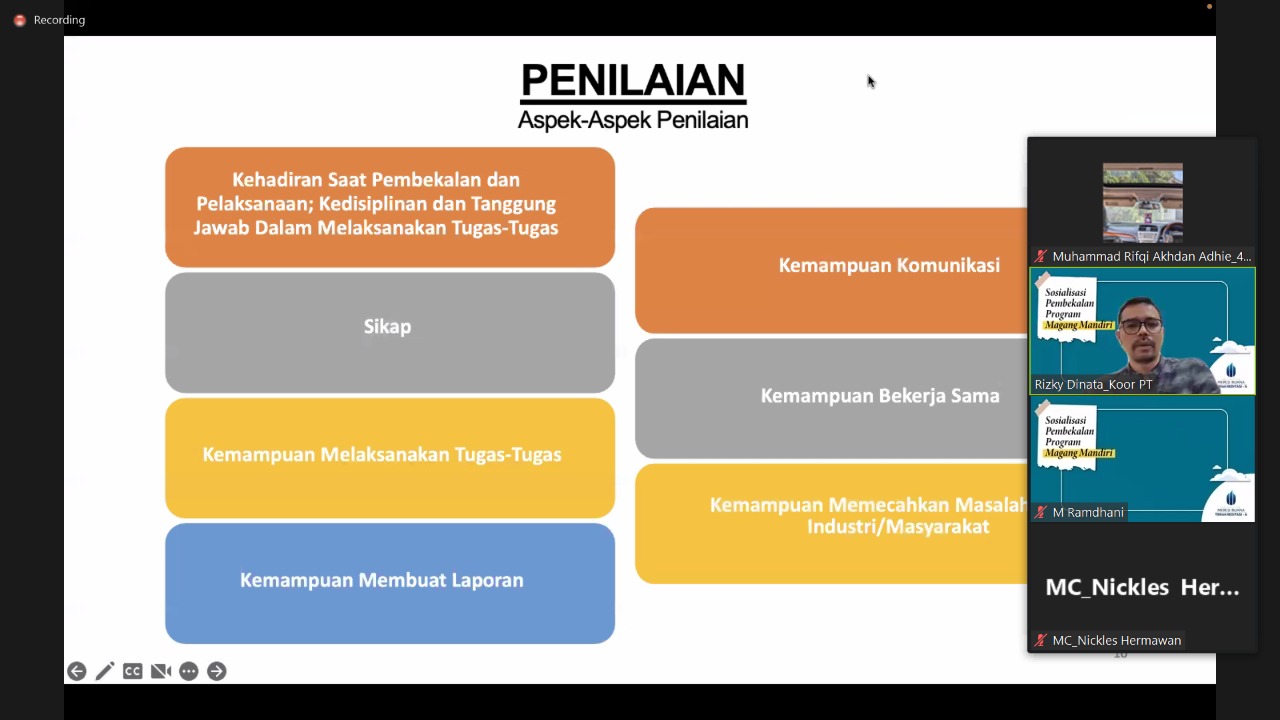 Recording
PENILAIAN
Aspek-Aspek Penilaian
Kehadiran Saat Pembekalan dan
Pelaksanaan; Kedisiplinan dan Tanggung
Jawab Dalam Melaksanakan Tugas-Tugas
Sikap
Kemampuan Melaksanakan Tugas-Tugas
Kemampuan Membuat Laporan
Kemampuan Komunikasi
Kemampuan Bekerja Sama
Kemampuan Memecahkan Masalah
Industri/Masyarakat
Muhammad Rifqi Akhdan Adhie_4...
Sosialisasi
Pembekalan
Program
Magang Mandiri
Rizky Dinata_Koor PT
Sosialisasi
Pembekalan
Program
Magang Mandiri
MERCU BUANA
M Ramdhani
MC_Nickles Her...
MC_Nickles Hermawan
CC